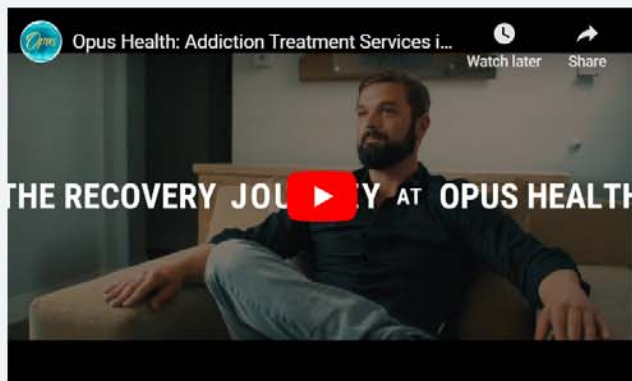 Opus
Opus Health: Addiction Treatment Services i...
Watch later
Share
THE RECOVERY JOU EY AT OPUS HEALTH